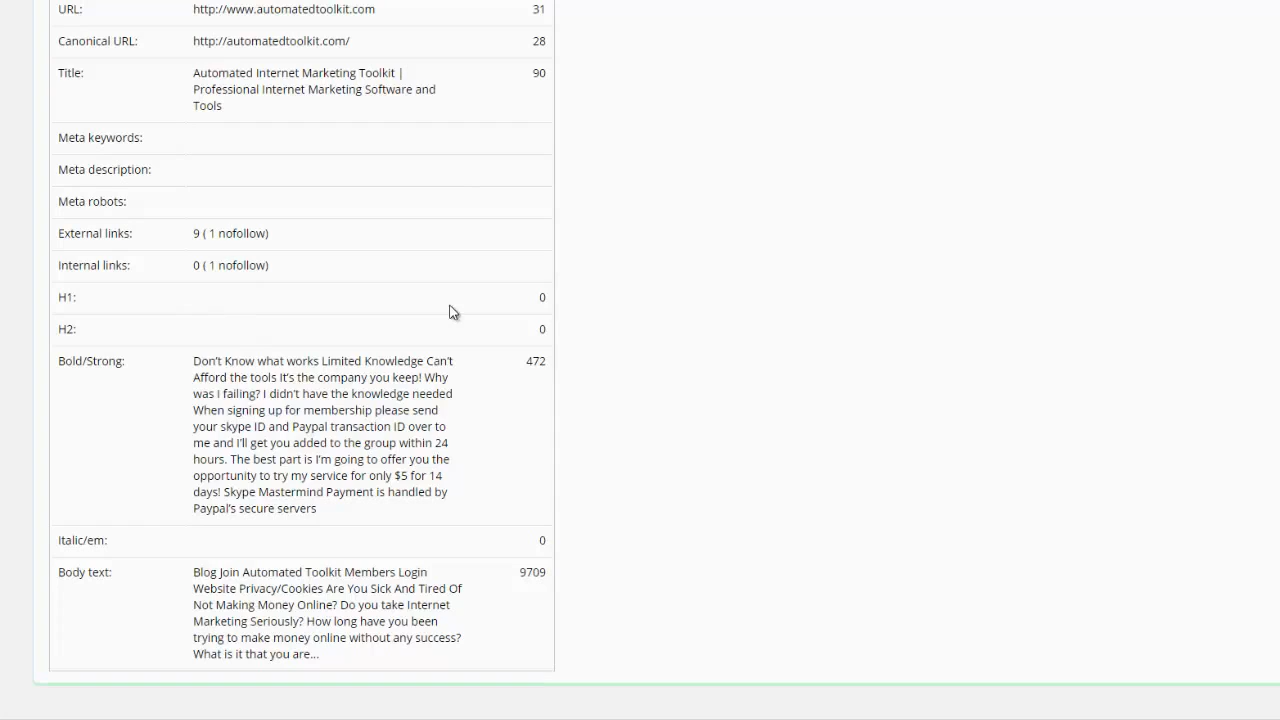 URL: http://www.automatedtoolkit.com 31
Canonical URL: http://automatedtoolkit.com/ 28
Title: Automated Internet Marketing Toolkit | 90
Professional Internet Marketing Software and
Tools
Meta keywords:
Meta description:
Meta robots:
External links: 9 ( 1 nofollow)
Internal links: 0 ( 1 nofollow)
H1: 0
H2: 0
Bold/Strong: Don't Know what works Limited Knowledge Can't 472
Afford the tools It's the company you keep! Why
was I failing? I didn't have the knowledge needed
When signing up for membership please send
your skype ID and Paypal transaction ID over to
me and I'll get you added to the group within 24
hours. The best part is I'm going to offer you the
opportunity to try my service for only $5 for 14
days! Skype Mastermind Payment is handled by
Paypal's secure servers
Italic/em: 0
Body text: Blog Join Automated Toolkit Members Login 9709
Website Privacy/Cookies Are You Sick And Tired Of
Not Making Money Online? Do you take Internet
Marketing Seriously? How long have you been
trying to make money online without any success?
What is it that you are...